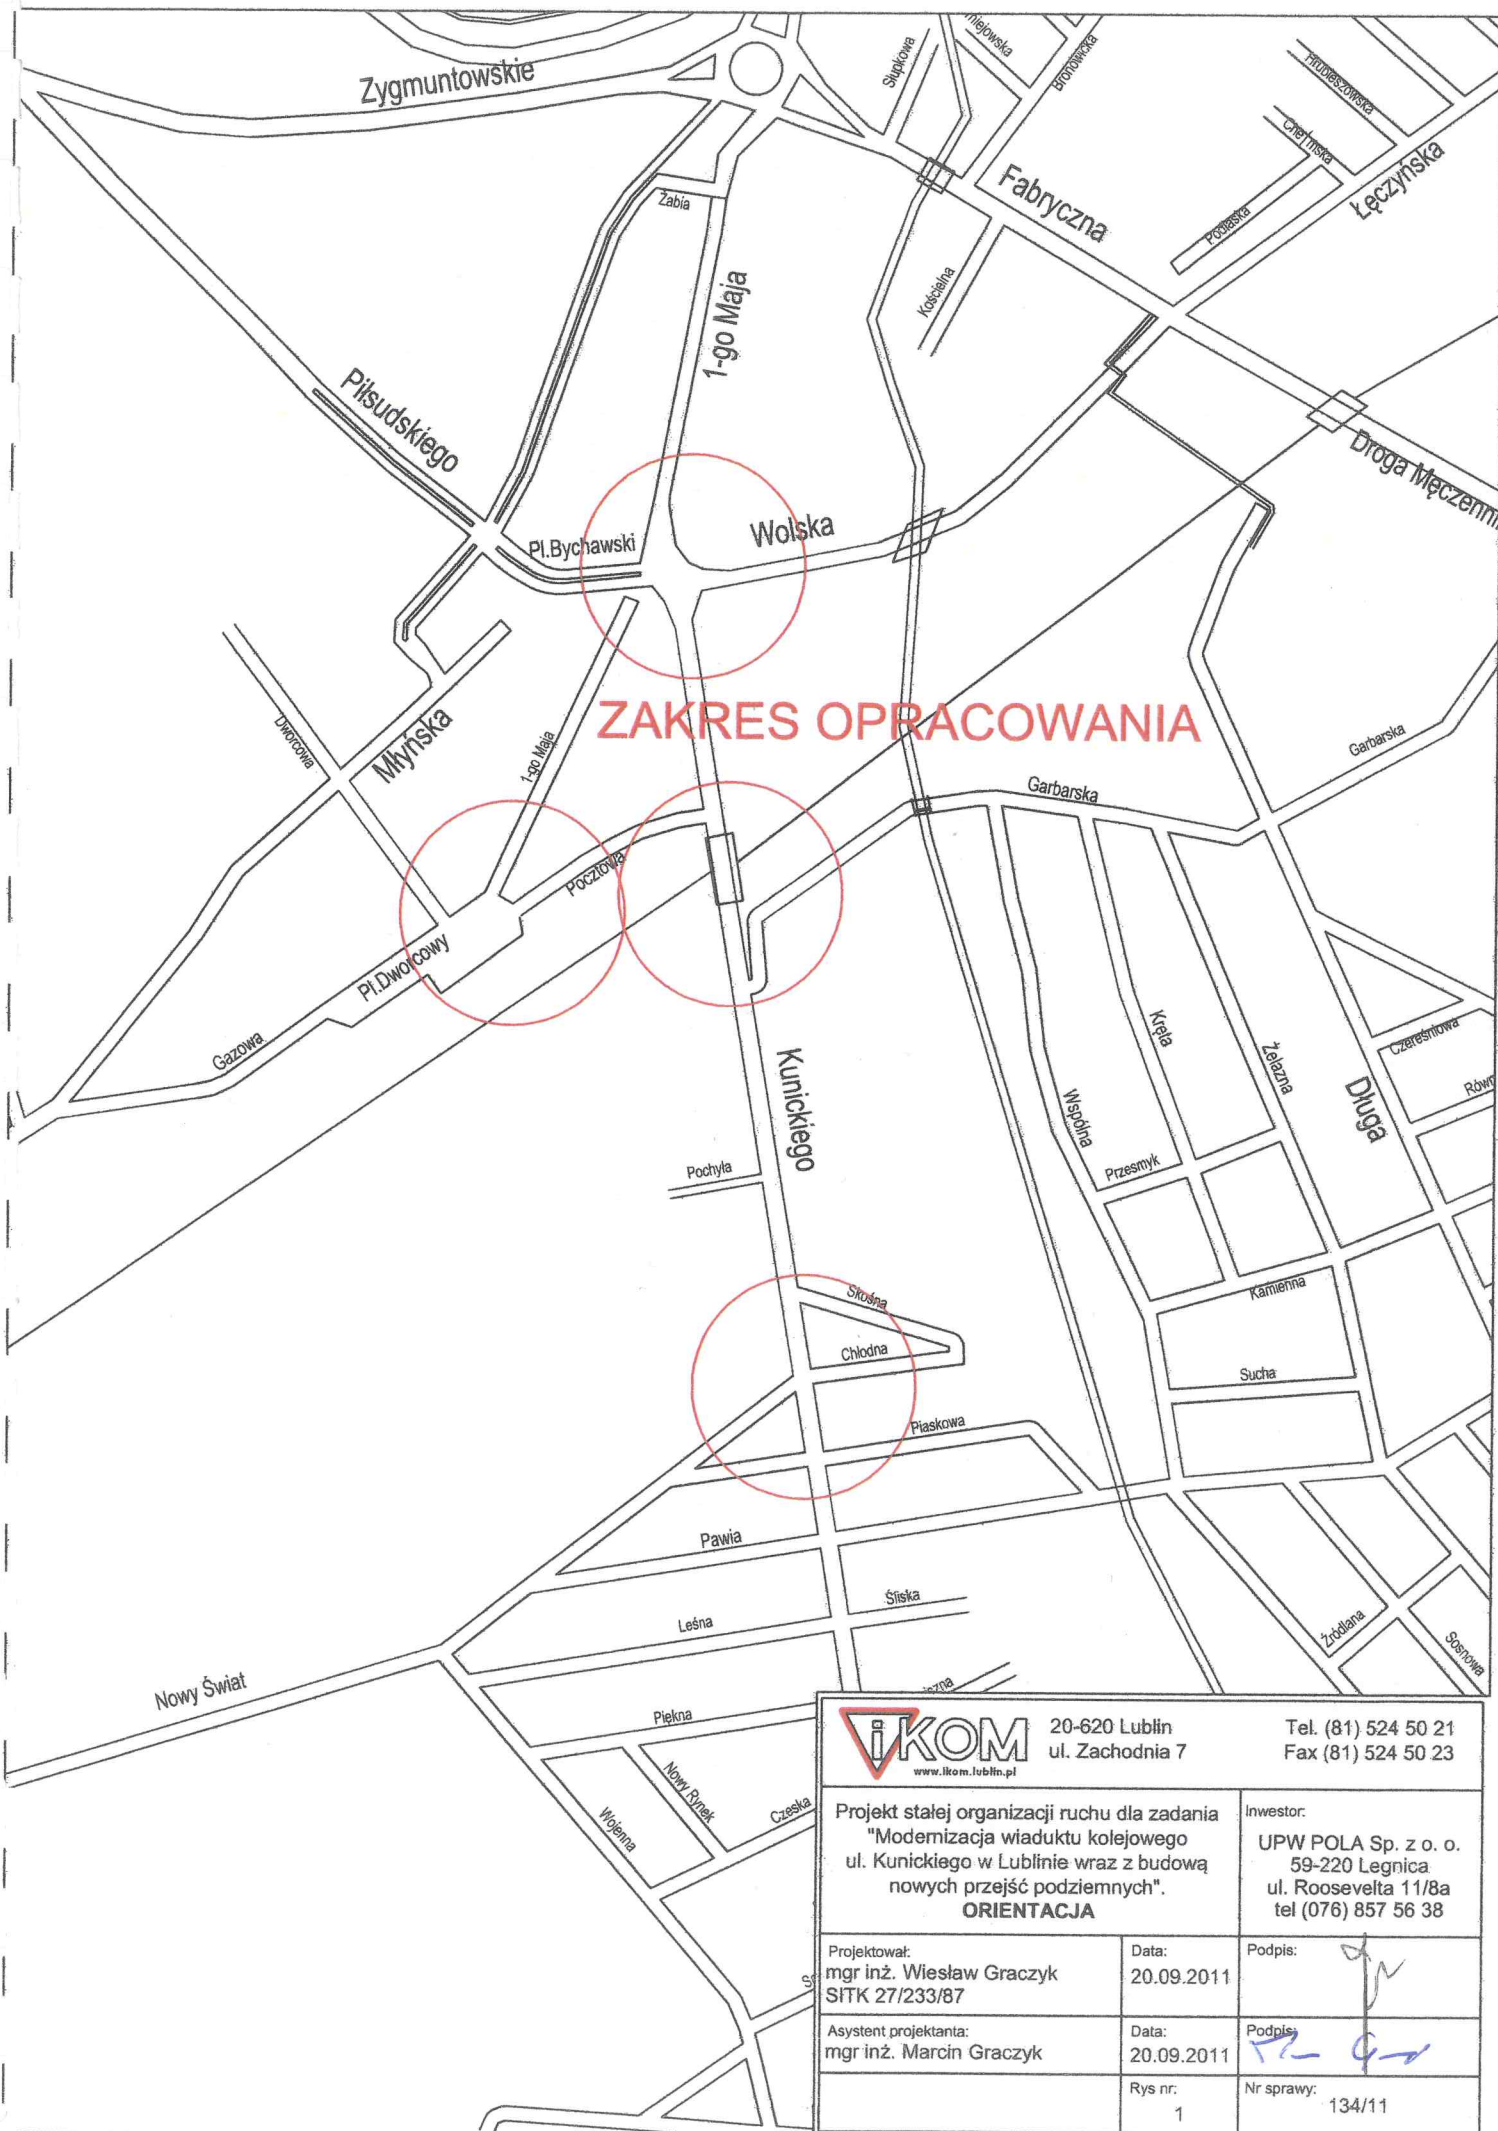 Zygmuntowskie
Słupkowa
Bronowicka
Hrubieszowska
Chełmska
Łęczyńska
Podlaska
Fabryczna
Żabia
Kościelna
1-go Maja
Piłsudskiego
Droga Męczenni
Wolska
Pl.Bychawski
ZAKRES OPRACOWANIA
Dworcowa
Młyńska
1-go Maja
Garbarska
Garbarska
Pocztowa
Pl.Dworcowy
Gazowa
Kunickiego
Kręta
Żelazna
Czereśniowa
Długa
Wspólna
Przesmyk
Pochyła
Skośna
Kamienna
Chłodna
Sucha
Piaskowa
Pawia
Śliska
Leśna
Źródlana
Sosnowa
Nowy Świat
Piękna
Nowy Rynek
Czeska
Wojenna
iKOM
www.ikom.lublin.pl
20-620 Lublin
ul. Zachodnia 7
Tel. (81) 524 50 21
Fax (81) 524 50 23
Projekt stałej organizacji ruchu dla zadania
"Modernizacja wiaduktu kolejowego
ul. Kunickiego w Lublinie wraz z budową
nowych przejść podziemnych".
ORIENTACJA
Inwestor:
UPW POLA Sp. z o. o.
59-220 Legnica
ul. Roosevelta 11/8a
tel (076) 857 56 38
Projektował:
mgr inż. Wiesław Graczyk
SITK 27/233/87
Data:
20.09.2011
Podpis:
Asystent projektanta:
mgr inż. Marcin Graczyk
Data:
20.09.2011
Podpis:
Rys nr:
1
Nr sprawy:
134/11